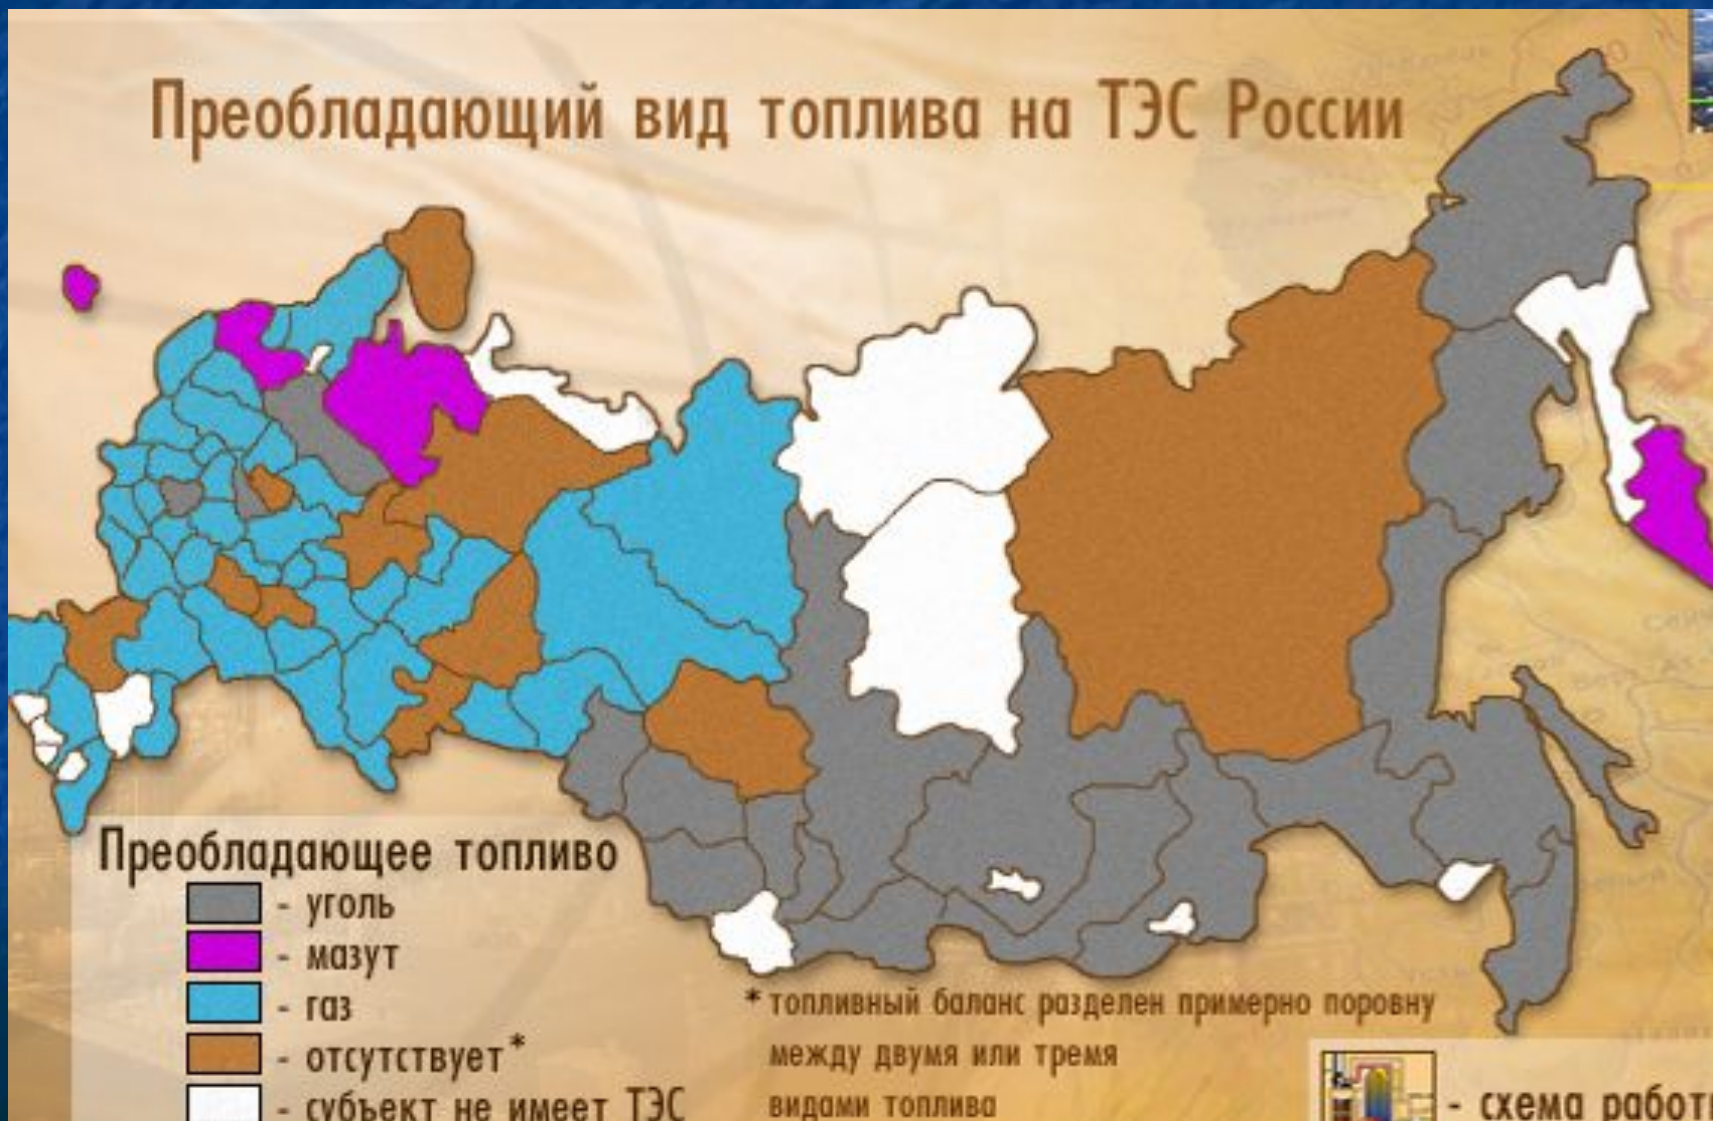 Преобладающий вид топлива на ТЭС России
Преобладающее топливо
- уголь
- мазут
- газ
- отсутствует*
- субъект не имеет ТЭС
* топливный баланс разделен примерно поровну
между двумя или тремя
видами топлива
- схема